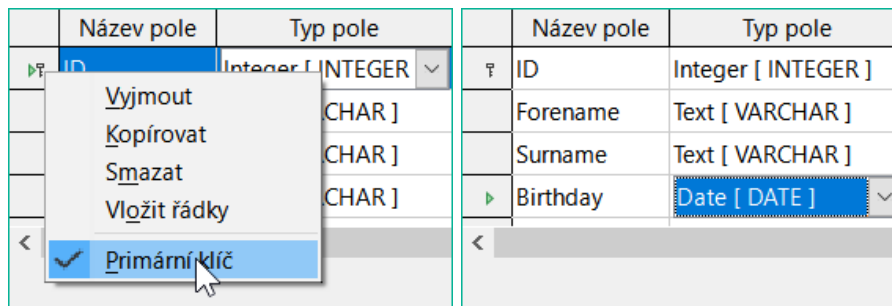 Název pole Typ pole
ID Integer [ INTEGER
Vyjmout
Kopírovat CHAR ]
Smazat CHAR ]
Vložit řádky CHAR ]
Primární klíč
Název pole Typ pole
ID Integer [ INTEGER ]
Forename Text [ VARCHAR ]
Surname Text [ VARCHAR ]
Birthday Date [ DATE ]